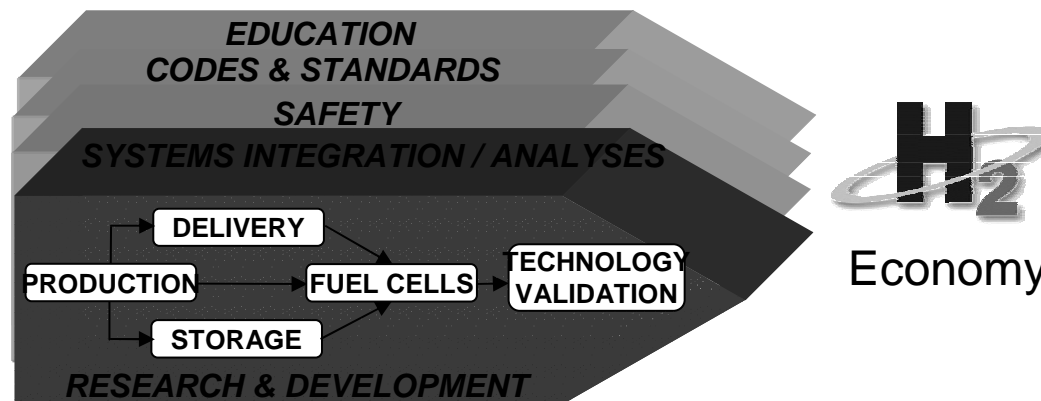 EDUCATION
CODES & STANDARDS
SAFETY
SYSTEMS INTEGRATION / ANALYSES
DELIVERY
PRODUCTION
FUEL CELLS
TECHNOLOGY
VALIDATION
STORAGE
RESEARCH & DEVELOPMENT
H2
Economy